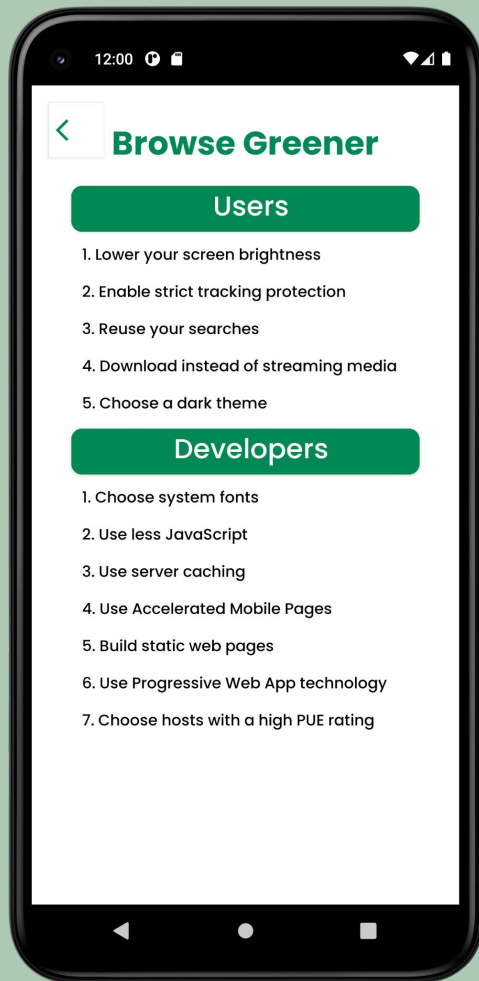 12:00
Browse Greener
Users
1. Lower your screen brightness
2. Enable strict tracking protection
3. Reuse your searches
4. Download instead of streaming media
5. Choose a dark theme
Developers
1. Choose system fonts
2. Use less JavaScript
3. Use server caching
4. Use Accelerated Mobile Pages
5. Build static web pages
6. Use Progressive Web App technology
7. Choose hosts with a high PUE rating